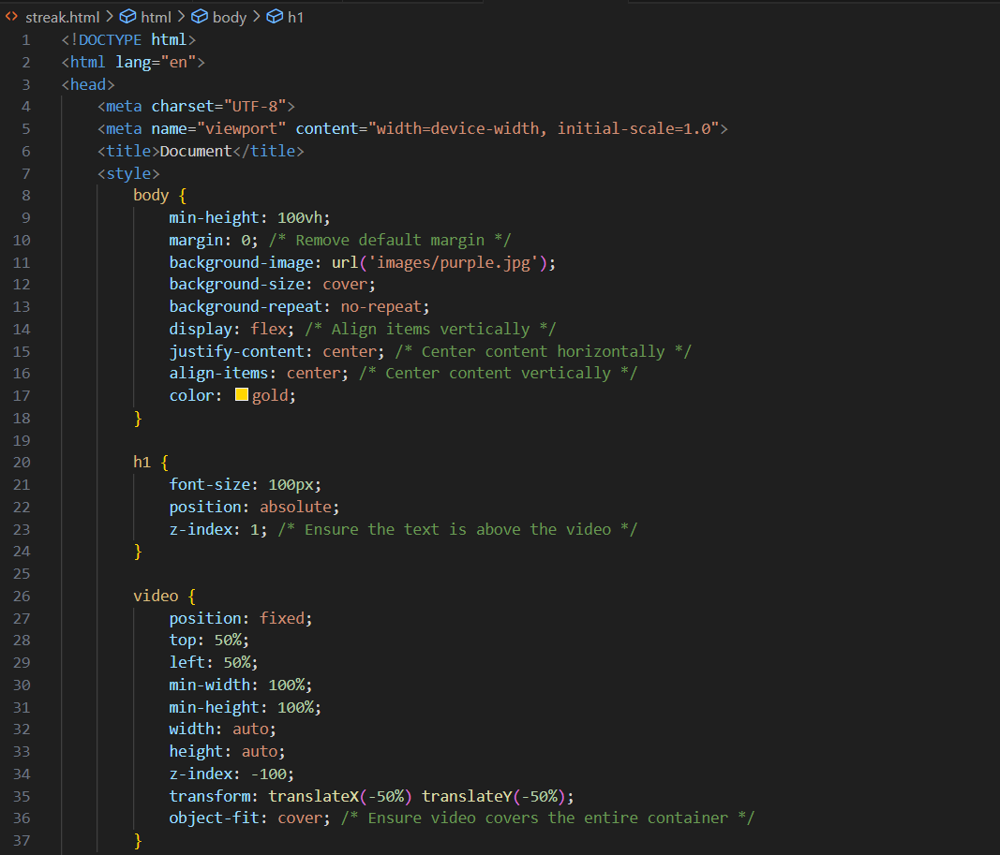 streak.html > html > body > h1
1 <!DOCTYPE html>
2 <html lang="en">
3 <head>
4 <meta charset="UTF-8">
5 <meta name="viewport" content="width=device-width, initial-scale=1.0">
6 <title>Document</title>
7 <style>
8 body {
9 min-height: 100vh;
10 margin: 0; /* Remove default margin */
11 background-image: url('images/purple.jpg');
12 background-size: cover;
13 background-repeat: no-repeat;
14 display: flex; /* Align items vertically */
15 justify-content: center; /* Center content horizontally */
16 align-items: center; /* Center content vertically */
17 color: gold;
18 }
19
20 h1 {
21 font-size: 100px;
22 position: absolute;
23 z-index: 1; /* Ensure the text is above the video */
24 }
25
26 video {
27 position: fixed;
28 top: 50%;
29 left: 50%;
30 min-width: 100%;
31 min-height: 100%;
32 width: auto;
33 height: auto;
34 z-index: -100;
35 transform: translateX(-50%) translateY(-50%);
36 object-fit: cover; /* Ensure video covers the entire container */
37 }